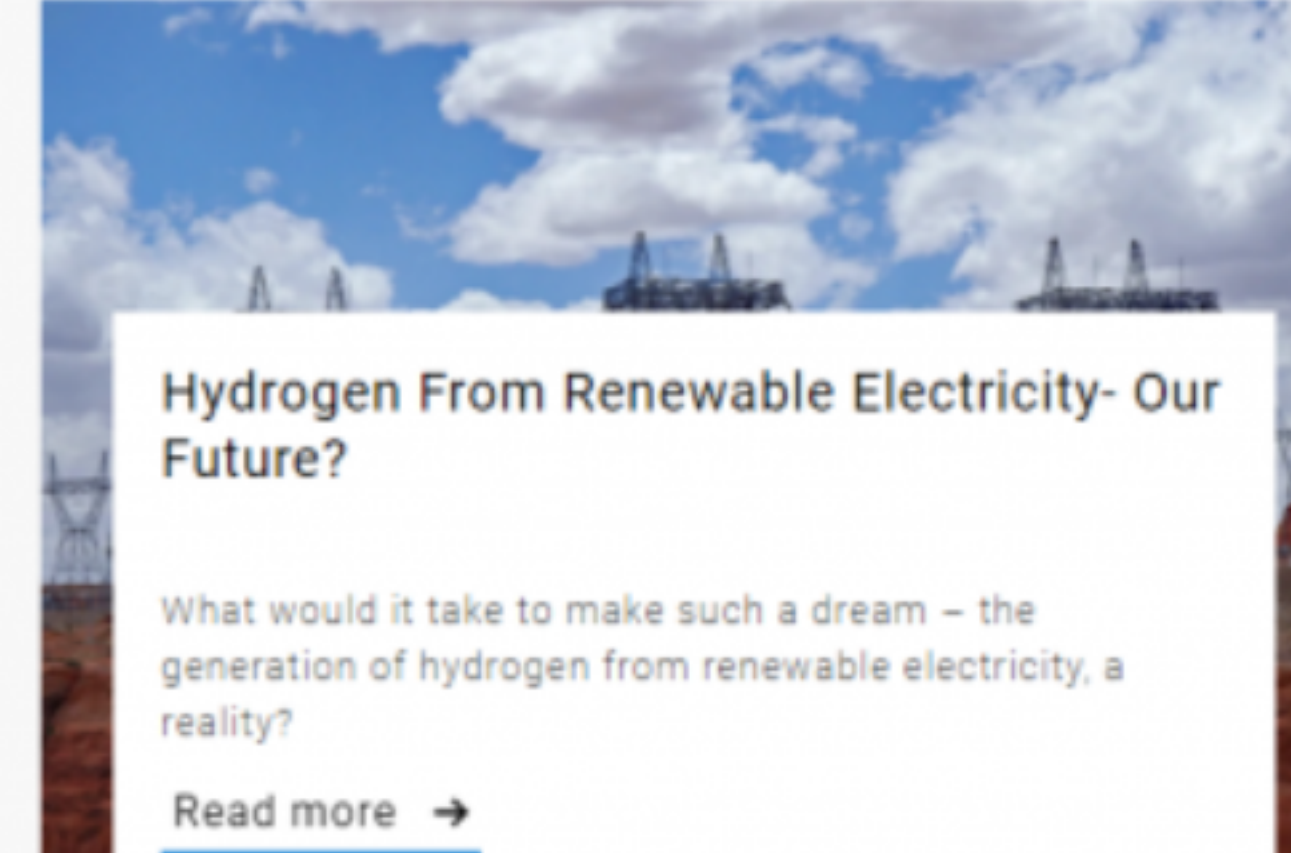 Hydrogen From Renewable Electricity- Our
Future?
What would it take to make such a dream – the
generation of hydrogen from renewable electricity, a
reality?
Read more →